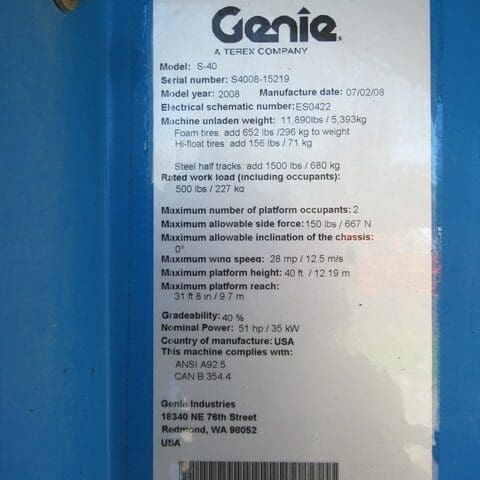 Genie
A TEREX COMPANY
Model: S-40
Serial number: S4008-15219
Model year: 2008 Manufacture date: 07/02/08
Electrical schematic number: ES0422
Machine unladen weight: 11,890lbs / 5,393kg
Foam tires: add 652 lbs /296 kg to weight
Hi-float tires: add 156 lbs / 71 kg
Steel half tracks: add 1500 lbs / 680 kg
Rated work load (including occupants):
500 lbs / 227 kg
Maximum number of platform occupants: 2
Maximum allowable side force: 150 lbs / 667 N
Maximum allowable inclination of the chassis:
0°
Maximum wind speed: 28 mp / 12.5 m/s
Maximum platform height: 40 ft / 12.19 m
Maximum platform reach:
31 ft 8 in / 9.7 m
Gradeability: 40 %
Nominal Power: 51 hp / 35 kW
Country of manufacture: USA
This machine complies with:
ANSI A92.5
CAN B.354.4
Genie Industries
18340 NE 76th Street
Redmond, WA 98052
USA